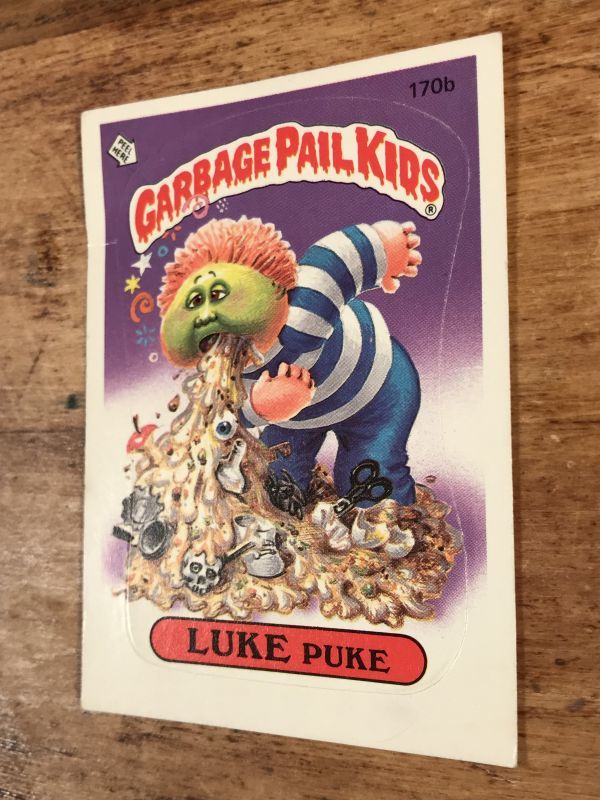 170b
PEEL
HERE
GARBAGE PAIL KIDS®
LUKE PUKE